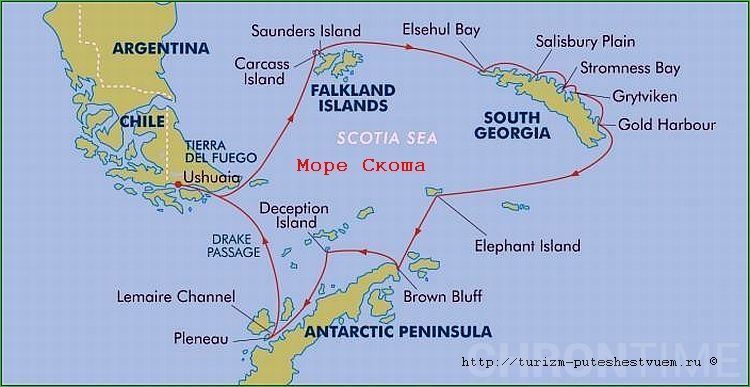 Saunders Island
Elsehul Bay
ARGENTINA
Salisbury Plain
Carcass
Island
Stromness Bay
FALKLAND
ISLANDS
Grytviken
CHILE
SOUTH
GEORGIA
Gold Harbour
SCOTIA SEA
TIERRA
DEL FUEGO
Море Скоша
Ushuaia
Deception
Island
DRAKE
PASSAGE
Elephant Island
Lemaire Channel
Brown Bluff
Pleneau
ANTARCTIC PENINSULA
CHRONTIME
http://turizm-puteshestvuem.ru ©